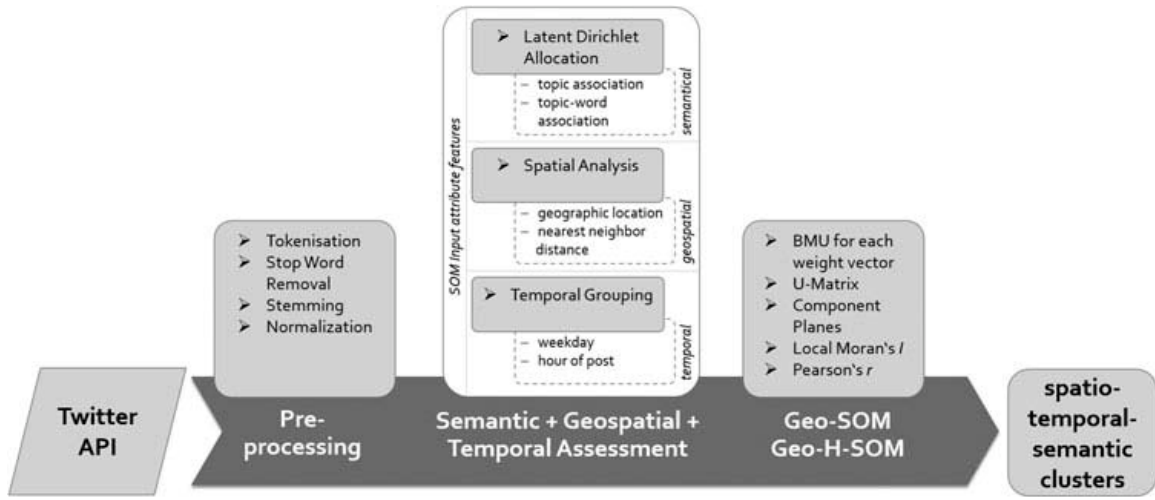 Twitter
API
➢ Tokenisation
➢ Stop Word
Removal
➢ Stemming
➢ Normalization
Pre-
processing
SOM Input attribute features
➢ Latent Dirichlet
Allocation
– topic association
– topic-word
association
semantical
➢ Spatial Analysis
– geographic location
– nearest neighbor
distance
geospatial
➢ Temporal Grouping
– weekday
– hour of post
temporal
Semantic + Geospatial +
Temporal Assessment
➢ BMU for each
weight vector
➢ U-Matrix
➢ Component
Planes
➢ Local Moran's I
➢ Pearson's r
Geo-SOM
Geo-H-SOM
spatio-
temporal-
semantic
clusters